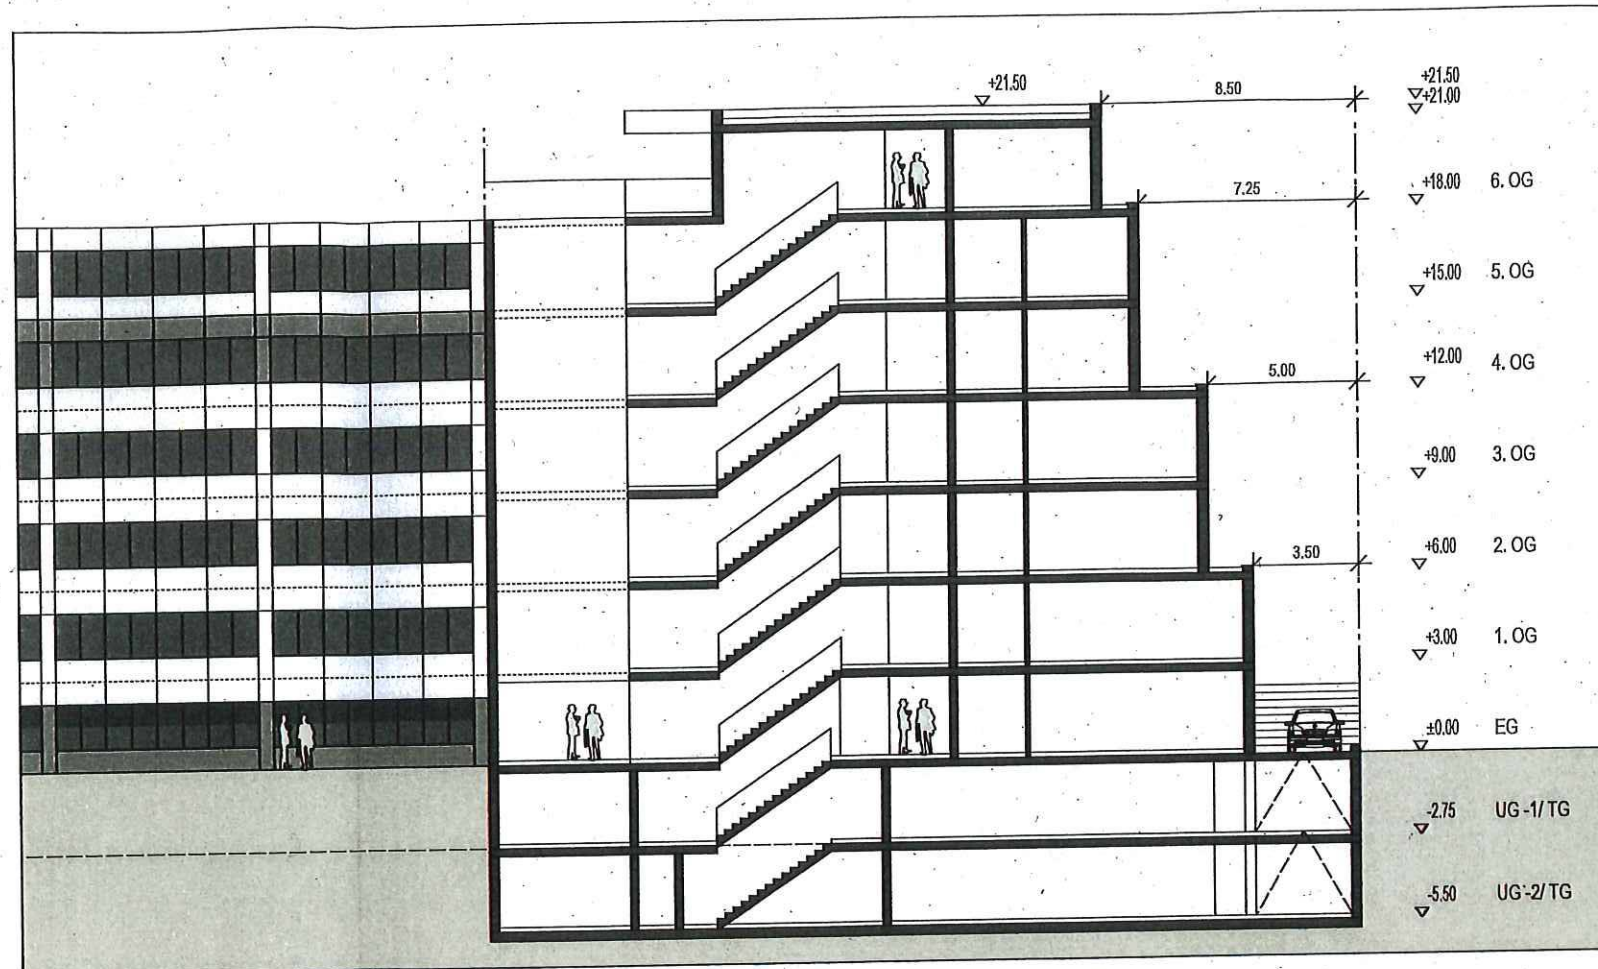 +21.50
8.50
+21.50
+21.00
7.25
+18.00 6. OG
+15.00 5. OG
5.00
+12.00 4. OG
+9.00 3. OG
3.50
+6.00 2. OG
+3.00 1. OG
±0.00 EG
-2.75 UG-1/TG
-5.50 UG-2/TG